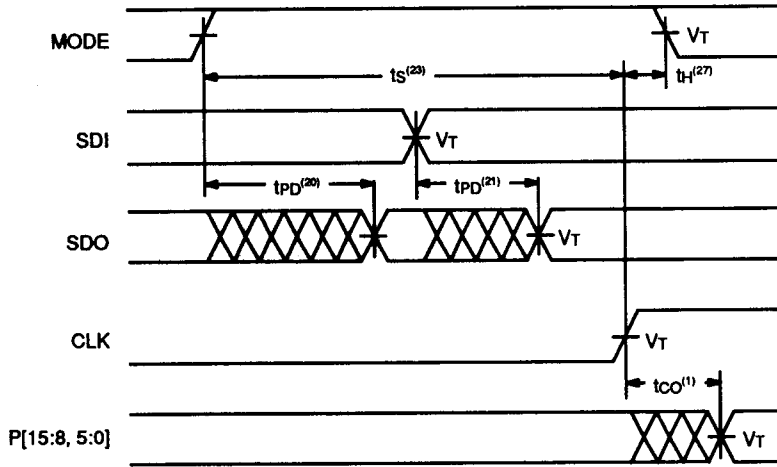 MODE
VT
tS(23)
tH(27)
SDI
VT
tPD(20)
tPD(21)
SDO
VT
CLK
VT
tCO(1)
P[15:8, 5:0]
VT